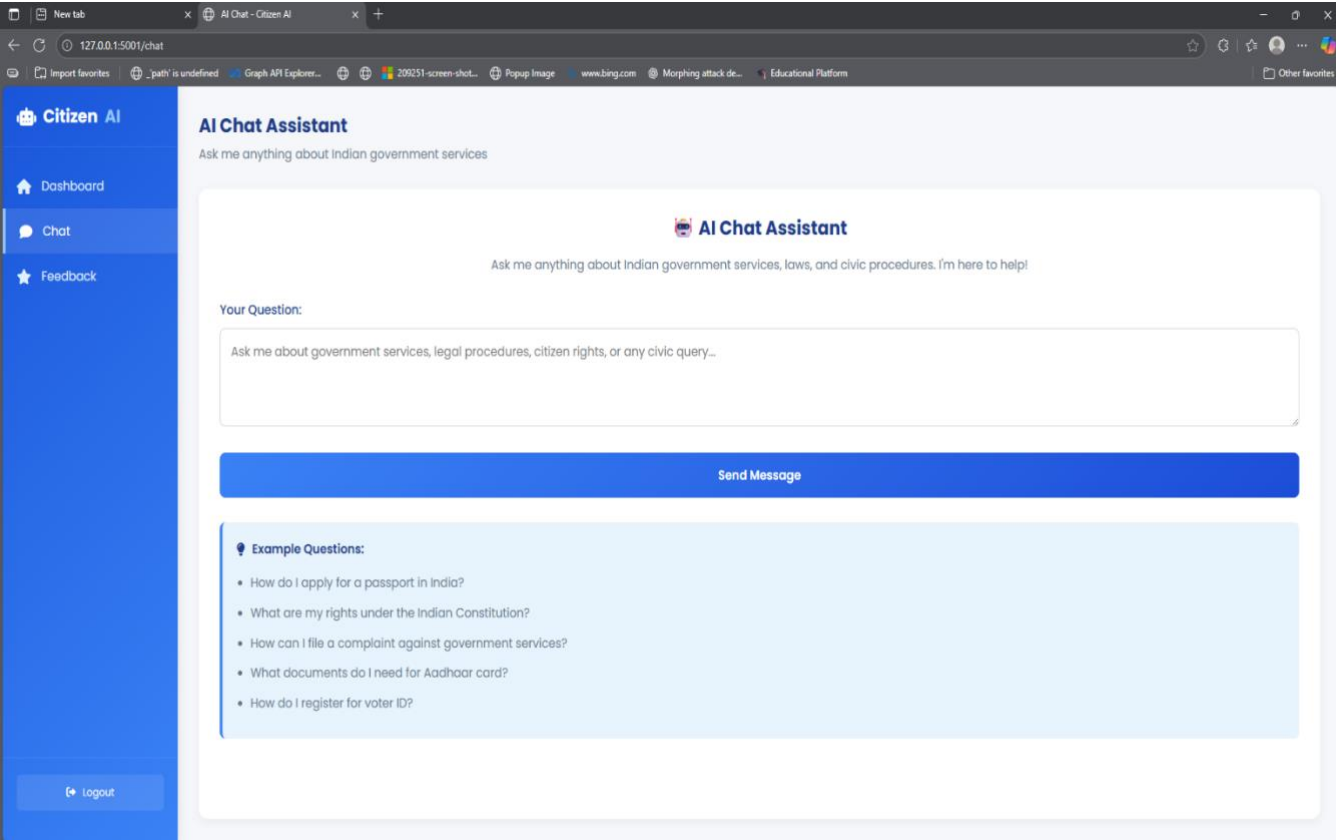 New tab
AI Chat - Citizen AI
127.0.0.1:5001/chat
Import favorites
_'path' is undefined
Graph API Explorer...
209251-screen-shot...
Popup Image
www.bing.com
Morphing attack de...
Educational Platform
Other favorites
Citizen AI
Dashboard
Chat
Feedback
Logout
AI Chat Assistant
Ask me anything about Indian government services
AI Chat Assistant
Ask me anything about Indian government services, laws, and civic procedures. I'm here to help!
Your Question:
Ask me about government services, legal procedures, citizen rights, or any civic query...
Send Message
Example Questions:
• How do I apply for a passport in India?
• What are my rights under the Indian Constitution?
• How can I file a complaint against government services?
• What documents do I need for Aadhaar card?
• How do I register for voter ID?